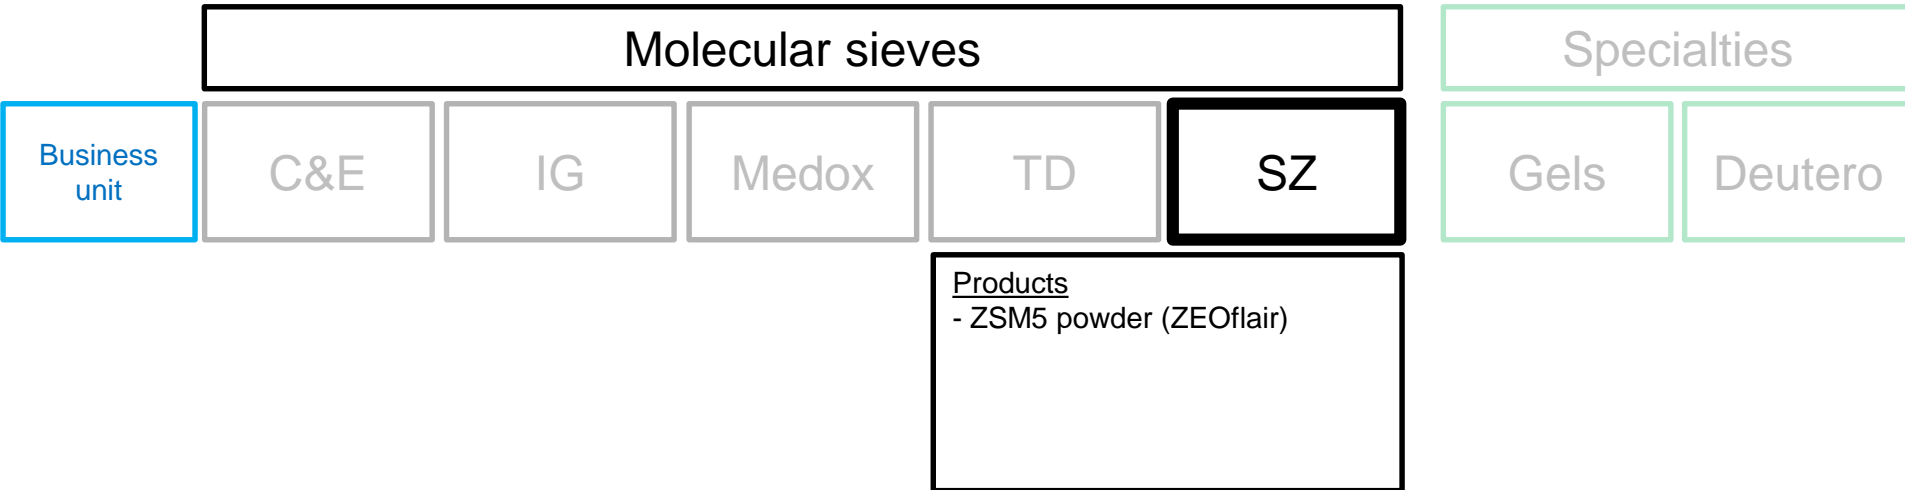 Molecular sieves
Specialties
Business
unit
C&E
IG
Medox
TD
SZ
Gels
Deutero
Products
- ZSM5 powder (ZEOflair)